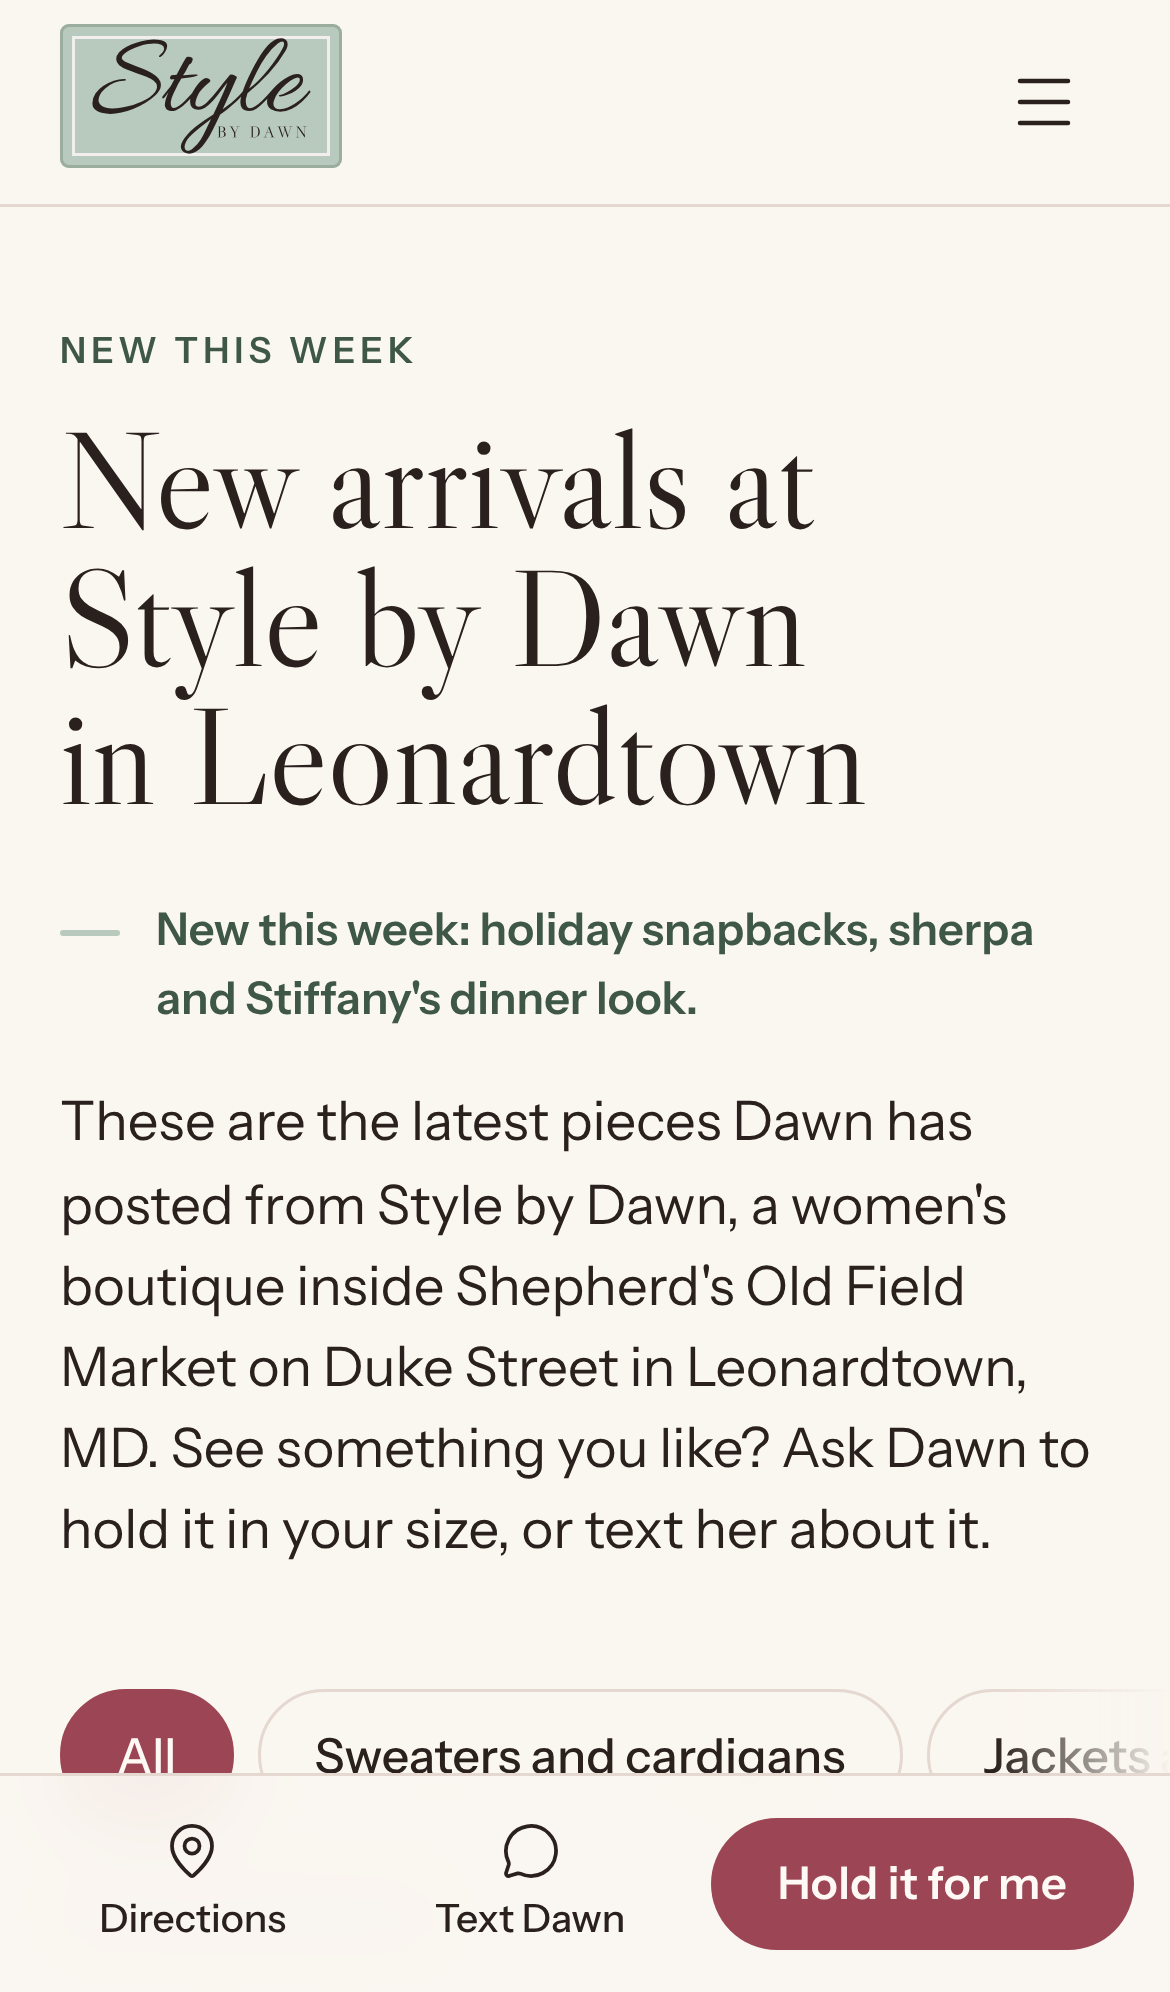 Style
BY DAWN
NEW THIS WEEK
New arrivals at
Style by Dawn
in Leonardtown
New this week: holiday snapbacks, sherpa
and Stiffany's dinner look.
These are the latest pieces Dawn has
posted from Style by Dawn, a women's
boutique inside Shepherd's Old Field
Market on Duke Street in Leonardtown,
MD. See something you like? Ask Dawn to
hold it in your size, or text her about it.
All
Sweaters and cardigans
Jackets
Directions
Text Dawn
Hold it for me